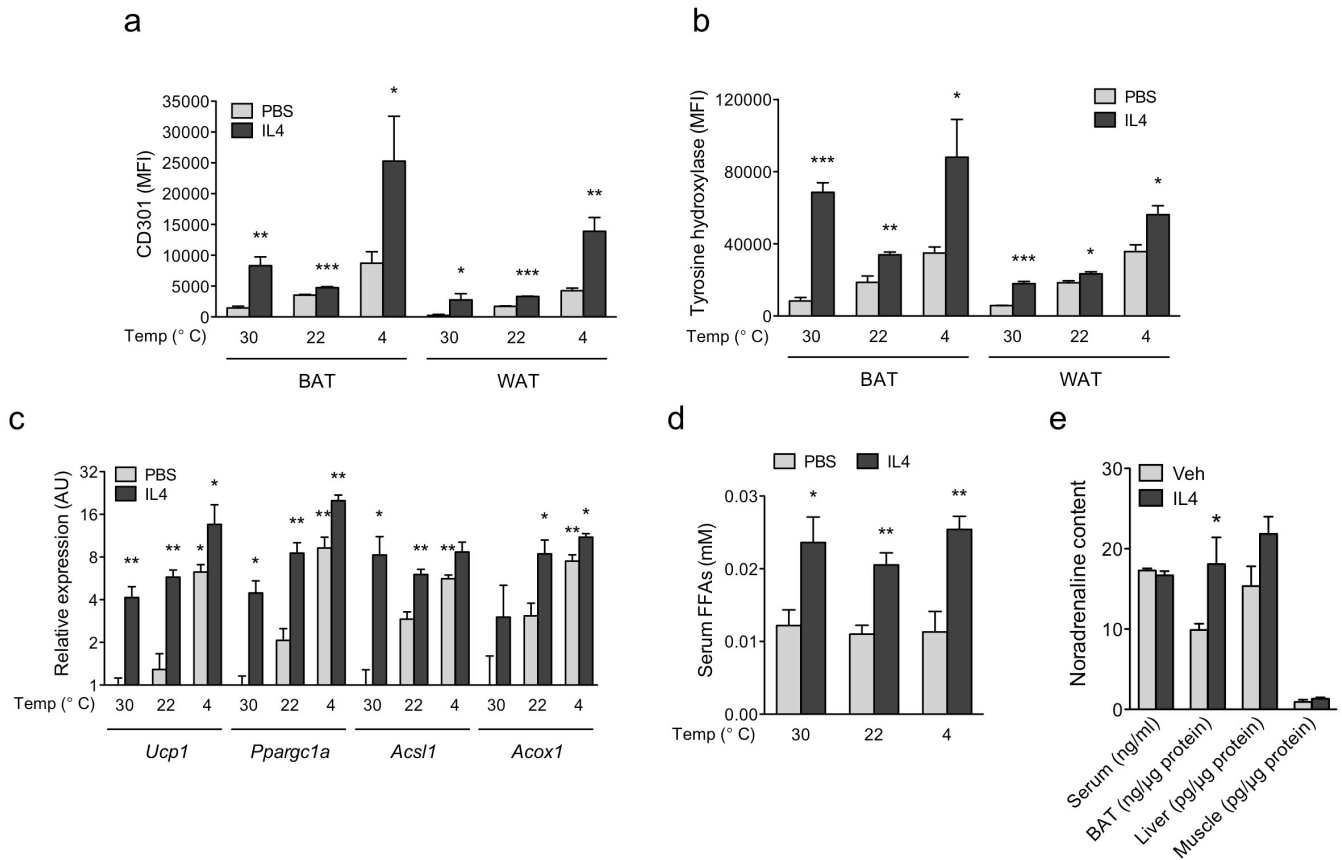 a
CD301 (MFI)
35000
30000
25000
20000
15000
10000
5000
0
PBS
IL4
**
***
*
*
***
**
Temp (° C)
30 22 4 30 22 4
BAT WAT
b
Tyrosine hydroxylase (MFI)
120000
80000
40000
0
PBS
IL4
***
**
*
***
*
*
Temp (° C)
30 22 4 30 22 4
BAT WAT
c
Relative expression (AU)
32
16
8
4
2
1
PBS
IL4
**
**
*
*
*
**
**
**
*
**
**
*
**
*
Temp (° C)
30 22 4 30 22 4 30 22 4 30 22 4
Ucp1 Ppargc1a Acsl1 Acox1
d
PBS IL4
Serum FFAs (mM)
0.03
0.02
0.01
0.00
*
**
**
Temp (° C)
30 22 4
e
Noradrenaline content
30
20
10
0
Veh
IL4
*
Serum (ng/ml)
BAT (ng/µg protein)
Liver (pg/µg protein)
Muscle (pg/µg protein)